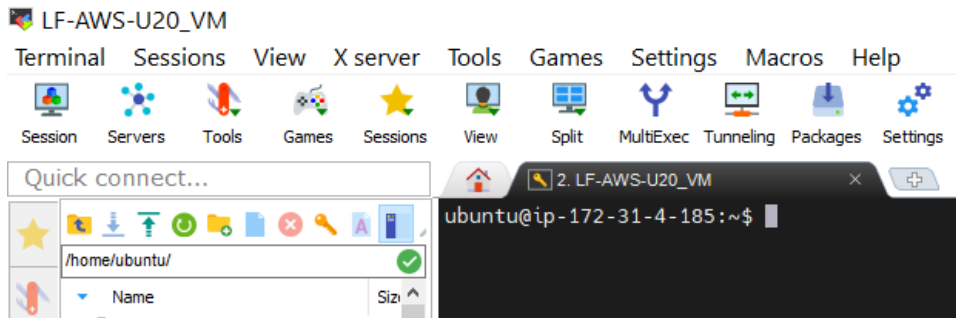 LF-AWS-U20_VM
Terminal Sessions View X server Tools Games Settings Macros Help
Session Servers Tools Games Sessions View Split MultiExec Tunneling Packages Settings
Quick connect...
2. LF-AWS-U20_VM
ubuntu@ip-172-31-4-185:~$
/home/ubuntu/
Name